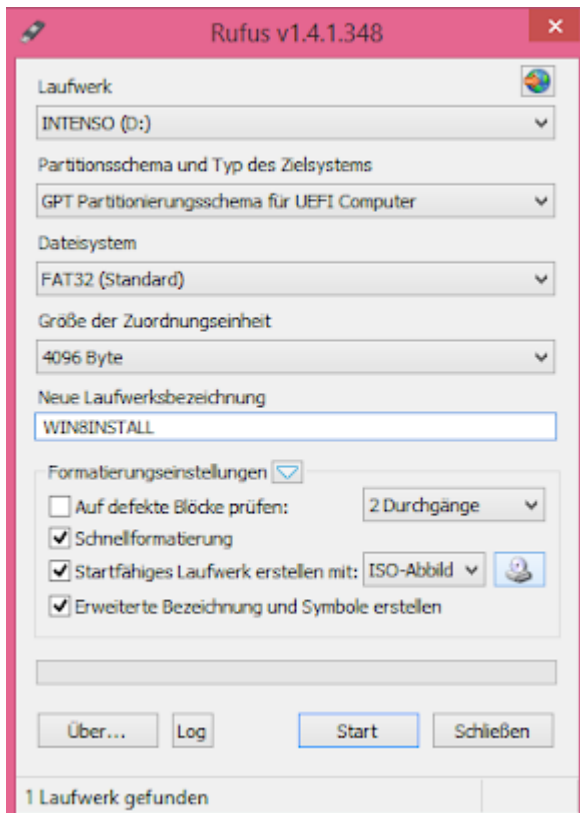 Rufus v1.4.1.348
Laufwerk
INTENSO (D:)
Partitionsschema und Typ des Zielsystems
GPT Partitionierungsschema für UEFI Computer
Dateisystem
FAT32 (Standard)
Größe der Zuordnungseinheit
4096 Byte
Neue Laufwerksbezeichnung
WIN8INSTALL
Formatierungseinstellungen
Auf defekte Blöcke prüfen: 2 Durchgänge
Schnellformatierung
Startfähiges Laufwerk erstellen mit: ISO-Abbild
Erweiterte Bezeichnung und Symbole erstellen
Über... Log Start Schließen
1 Laufwerk gefunden